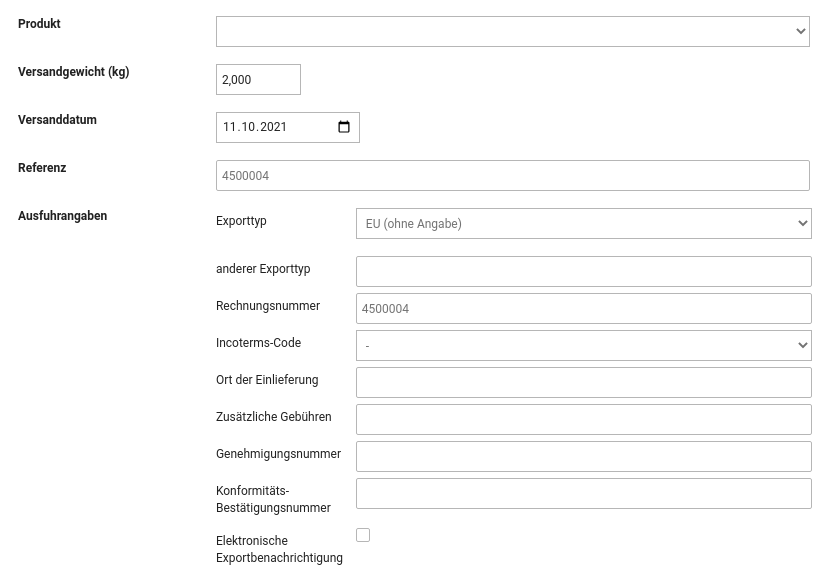 Produkt
Versandgewicht (kg)
2,000
Versanddatum
11.10.2021
Referenz
4500004
Ausfuhrangaben
Exporttyp
EU (ohne Angabe)
anderer Exporttyp
Rechnungsnummer
4500004
Incoterms-Code
-
Ort der Einlieferung
Zusätzliche Gebühren
Genehmigungsnummer
Konformitäts-
Bestätigungsnummer
Elektronische
Exportbenachrichtigung